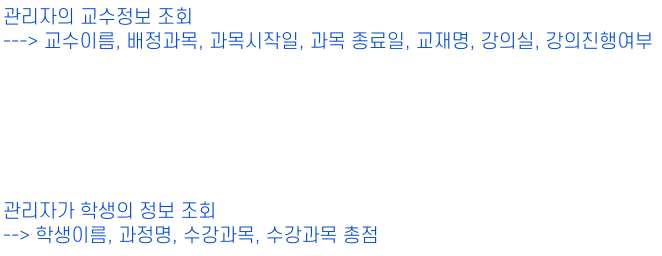 관리자의 교수정보 조회
---> 교수이름, 배정과목, 과목시작일, 과목 종료일, 교재명, 강의실, 강의진행여부
관리자가 학생의 정보 조회
--> 학생이름, 과정명, 수강과목, 수강과목 총점